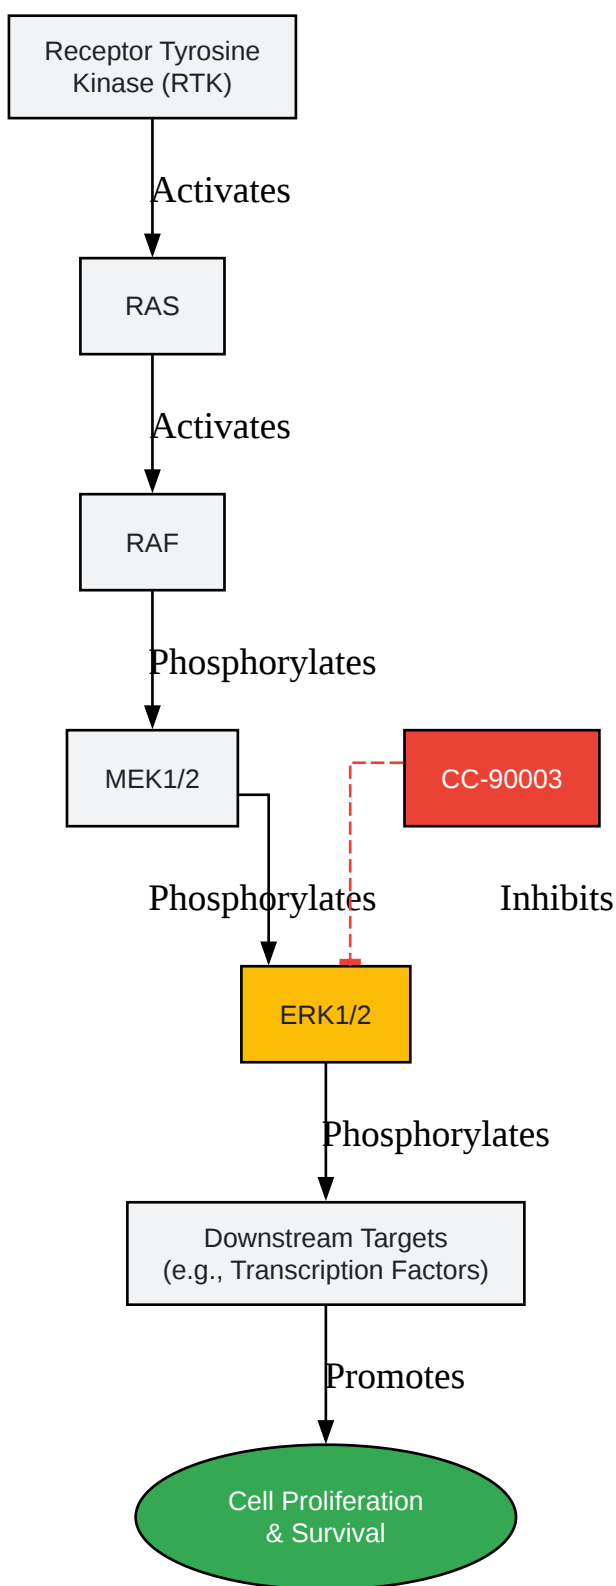 Receptor Tyrosine
Kinase (RTK)
Activates
RAS
Activates
RAF
Phosphorylates
MEK1/2
CC-90003
Phosphorylates
Inhibits
ERK1/2
Phosphorylates
Downstream Targets
(e.g., Transcription Factors)
Promotes
Cell Proliferation
& Survival